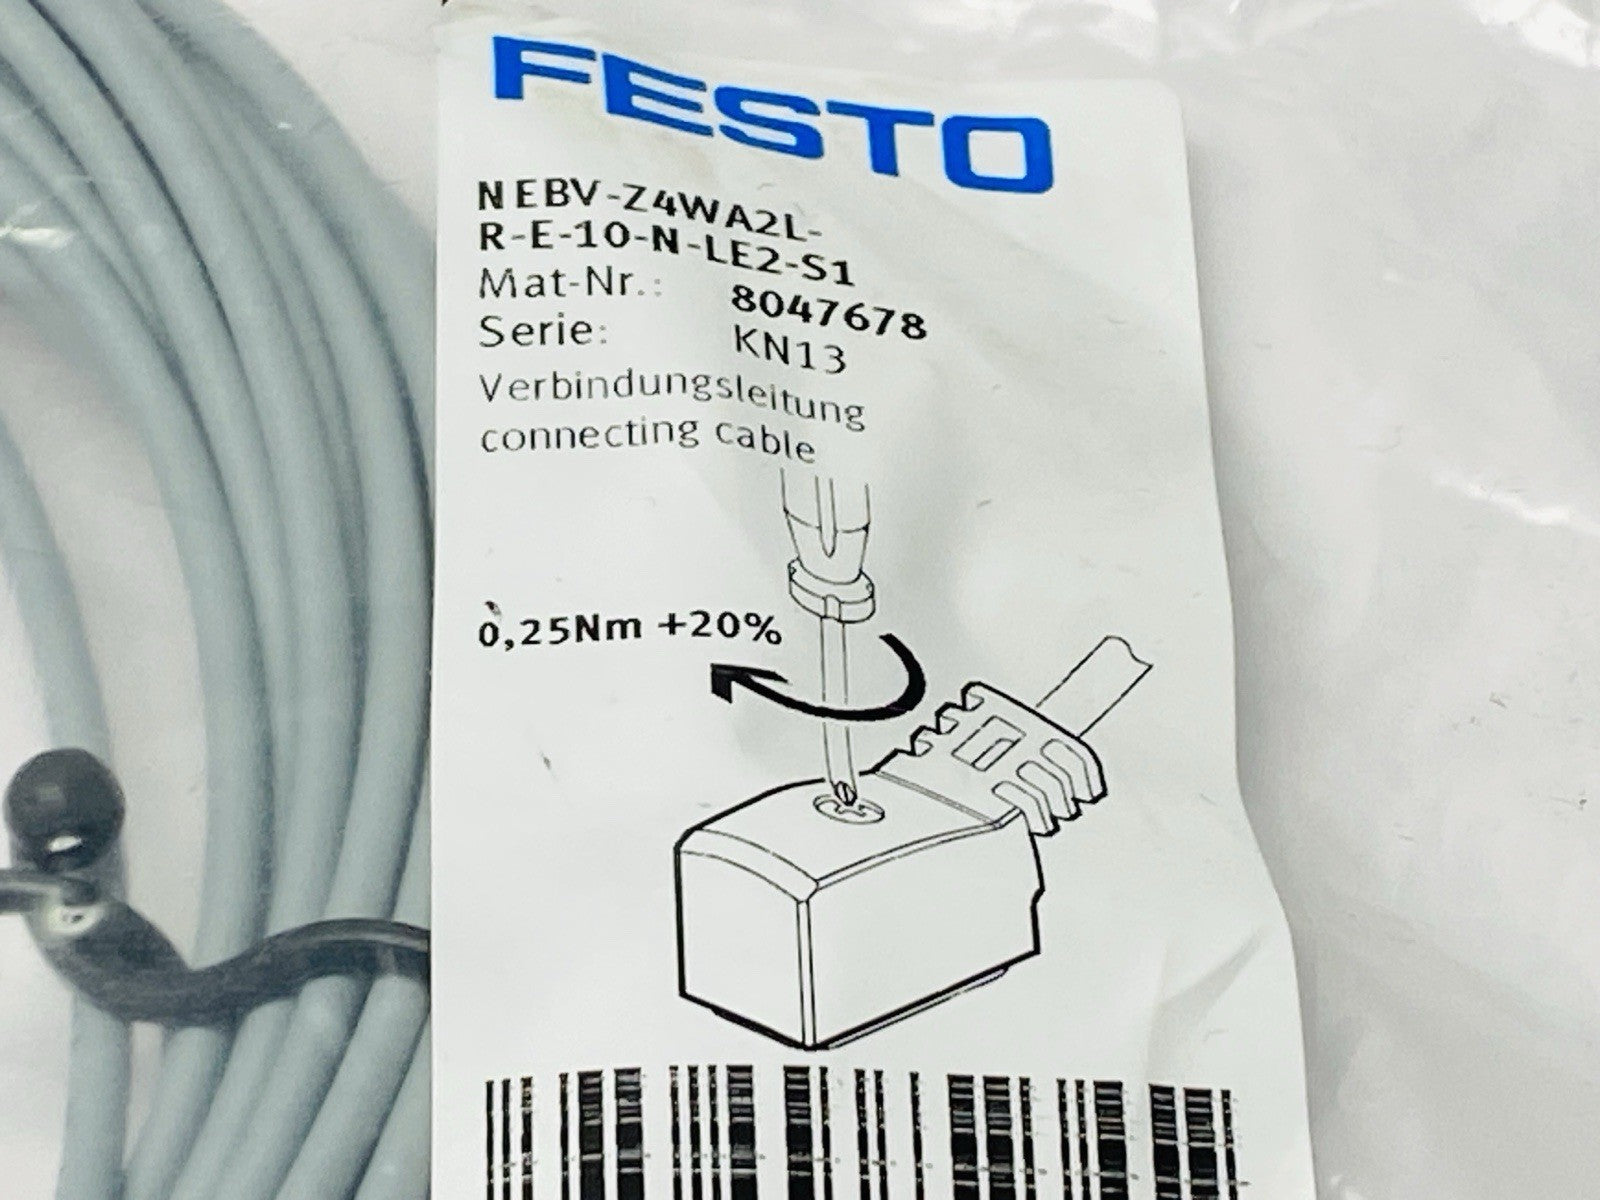 FESTO
NEBV-Z4WA2L-
R-E-10-N-LE2-S1
Mat-Nr.: 8047678
Serie: KN13
Verbindungsleitung
connecting cable
0,25Nm +20%